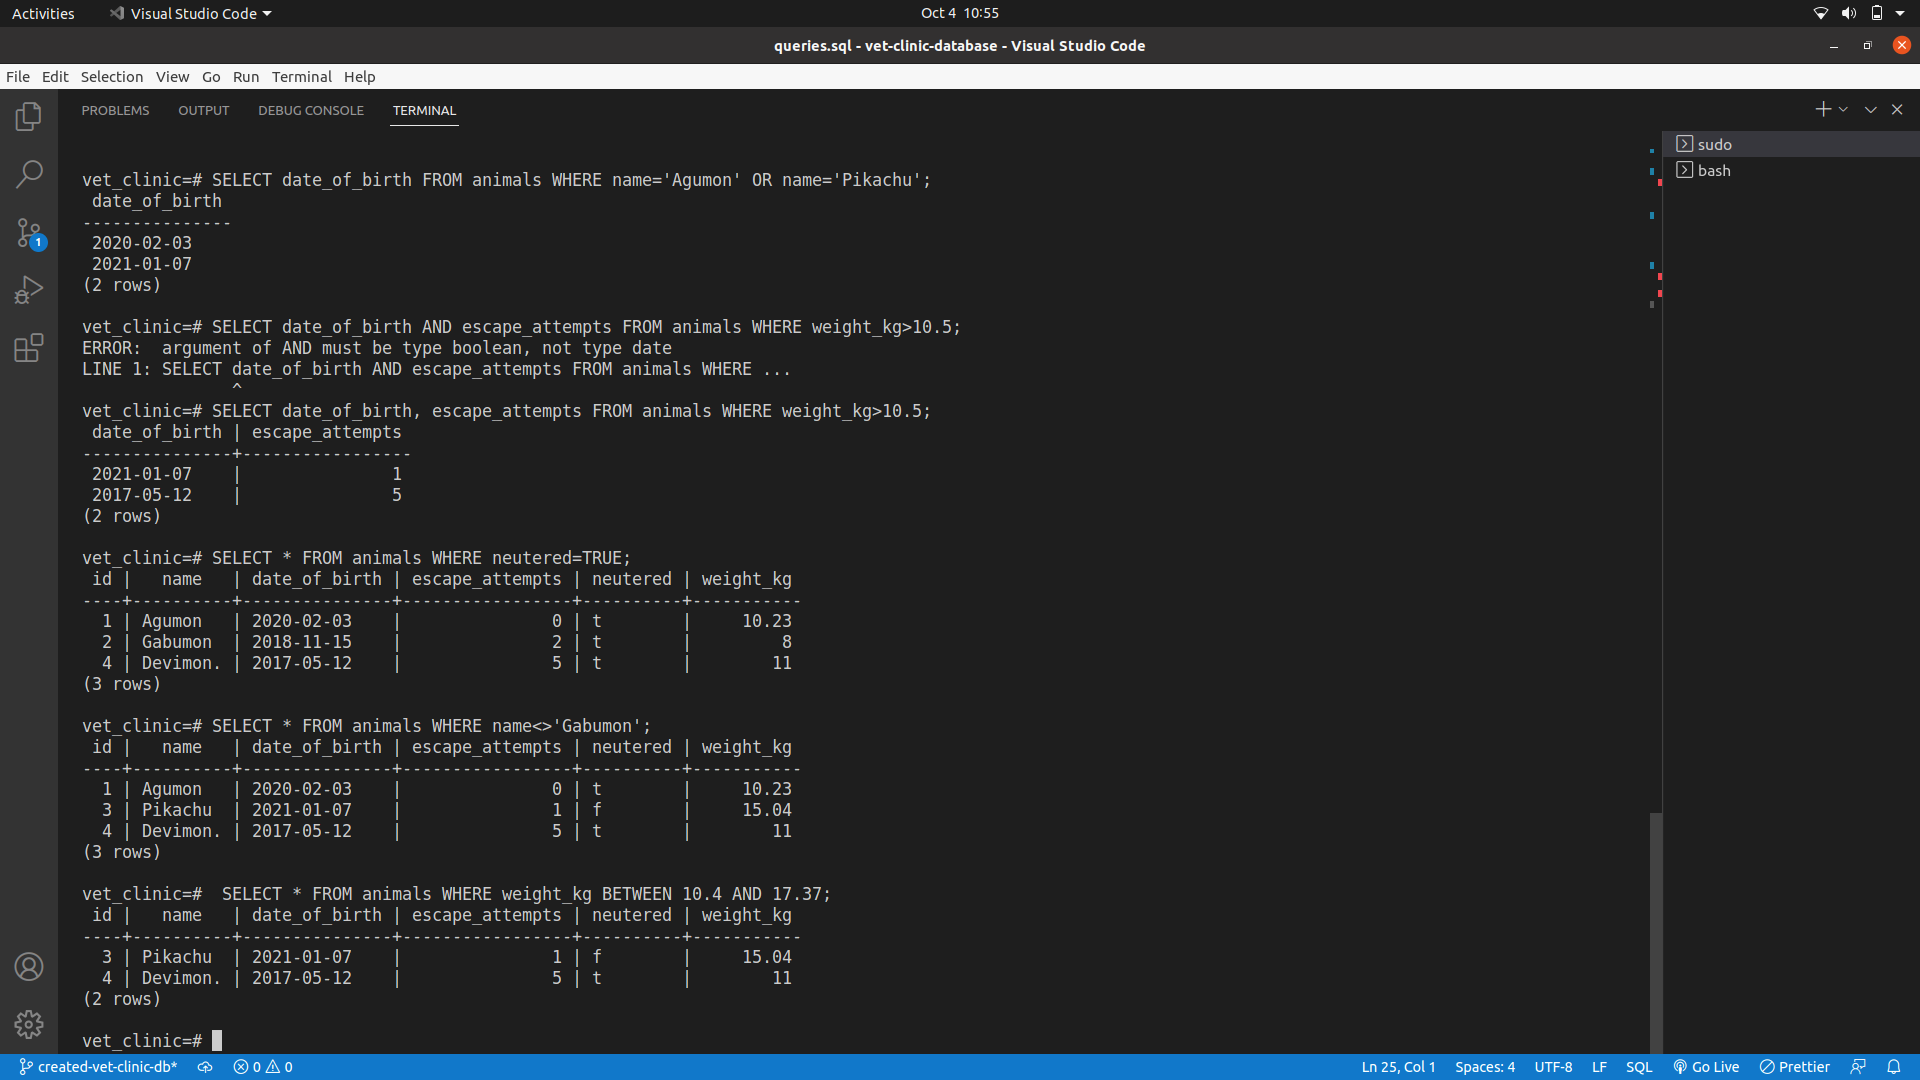 Activities Visual Studio Code Oct 4 10:55
queries.sql - vet-clinic-database - Visual Studio Code
File Edit Selection View Go Run Terminal Help
PROBLEMS OUTPUT DEBUG CONSOLE TERMINAL
sudo
bash
1
vet_clinic=# SELECT date_of_birth FROM animals WHERE name='Agumon' OR name='Pikachu';
 date_of_birth
---------------
 2020-02-03
 2021-01-07
(2 rows)
vet_clinic=# SELECT date_of_birth AND escape_attempts FROM animals WHERE weight_kg>10.5;
ERROR:  argument of AND must be type boolean, not type date
LINE 1: SELECT date_of_birth AND escape_attempts FROM animals WHERE ...
               ^
vet_clinic=# SELECT date_of_birth, escape_attempts FROM animals WHERE weight_kg>10.5;
 date_of_birth | escape_attempts
---------------+-----------------
 2021-01-07    |               1
 2017-05-12    |               5
(2 rows)
vet_clinic=# SELECT * FROM animals WHERE neutered=TRUE;
 id |   name   | date_of_birth | escape_attempts | neutered | weight_kg
----+----------+---------------+-----------------+----------+-----------
  1 | Agumon   | 2020-02-03    |               0 | t        |     10.23
  2 | Gabumon  | 2018-11-15    |               2 | t        |         8
  4 | Devimon. | 2017-05-12    |               5 | t        |        11
(3 rows)
vet_clinic=# SELECT * FROM animals WHERE name<>'Gabumon';
 id |   name   | date_of_birth | escape_attempts | neutered | weight_kg
----+----------+---------------+-----------------+----------+-----------
  1 | Agumon   | 2020-02-03    |               0 | t        |     10.23
  3 | Pikachu  | 2021-01-07    |               1 | f        |     15.04
  4 | Devimon. | 2017-05-12    |               5 | t        |        11
(3 rows)
vet_clinic=#  SELECT * FROM animals WHERE weight_kg BETWEEN 10.4 AND 17.37;
 id |   name   | date_of_birth | escape_attempts | neutered | weight_kg
----+----------+---------------+-----------------+----------+-----------
  3 | Pikachu  | 2021-01-07    |               1 | f        |     15.04
  4 | Devimon. | 2017-05-12    |               5 | t        |        11
(2 rows)
vet_clinic=#
created-vet-clinic-db* 0 0 Ln 25, Col 1 Spaces: 4 UTF-8 LF SQL Go Live Prettier